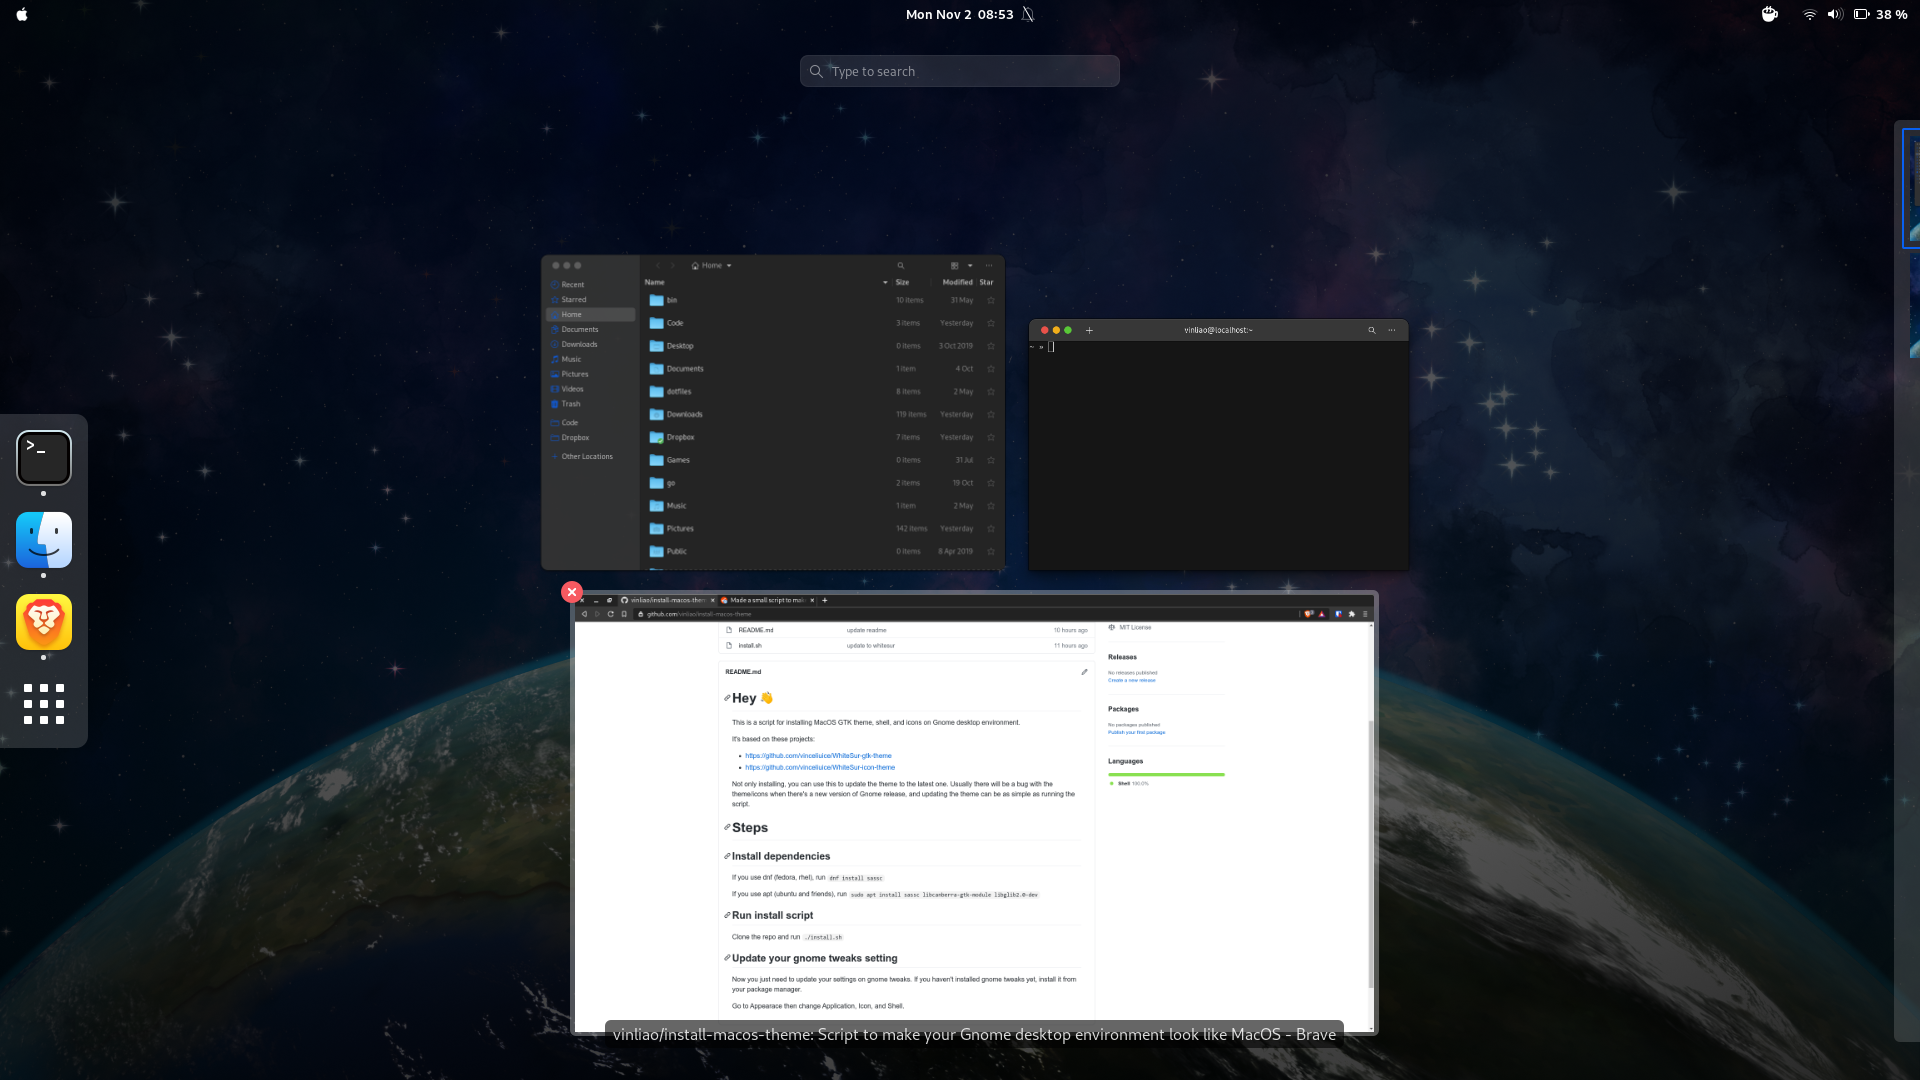 Mon Nov 2 08:53
38 %
Type to search
Home
Recent
Starred
Home
Documents
Downloads
Music
Pictures
Videos
Trash
Code
Dropbox
Other Locations
Name Size Modified Star
bin 10 items 31 May
Code 3 items Yesterday
Desktop 0 items 3 Oct 2019
Documents 1 item 4 Oct
dotfiles 8 items 2 May
Downloads 119 items Yesterday
Dropbox 7 items Yesterday
Games 0 items 31 Jul
go 2 items 19 Oct
Music 1 item 2 May
Pictures 142 items Yesterday
Public 0 items 8 Apr 2019
vinliao@localhost:~
~ »
>_
vinliao/install-macos-them
Made a small script to mak
github.com/vinliao/install-macos-theme
README.md update readme 10 hours ago
install.sh update to whitesur 11 hours ago
README.md
Hey 👋
This is a script for installing MacOS GTK theme, shell, and icons on Gnome desktop environment.
It's based on these projects:
• https://github.com/vinceliuice/WhiteSur-gtk-theme
• https://github.com/vinceliuice/WhiteSur-icon-theme
Not only installing, you can use this to update the theme to the latest one. Usually there will be a bug with the
theme/icons when there's a new version of Gnome release, and updating the theme can be as simple as running the
script.
Steps
Install dependencies
If you use dnf (fedora, rhel), run dnf install sassc
If you use apt (ubuntu and friends), run sudo apt install sassc libcanberra-gtk-module libglib2.0-dev
Run install script
Clone the repo and run ./install.sh
Update your gnome tweaks setting
Now you just need to update your settings on gnome tweaks. If you haven't installed gnome tweaks yet, install it from
your package manager.
Go to Appearace then change Application, Icon, and Shell.
MIT License
Releases
No releases published
Create a new release
Packages
No packages published
Publish your first package
Languages
Shell 100.0%
vinliao/install-macos-theme: Script to make your Gnome desktop environment look like MacOS - Brave